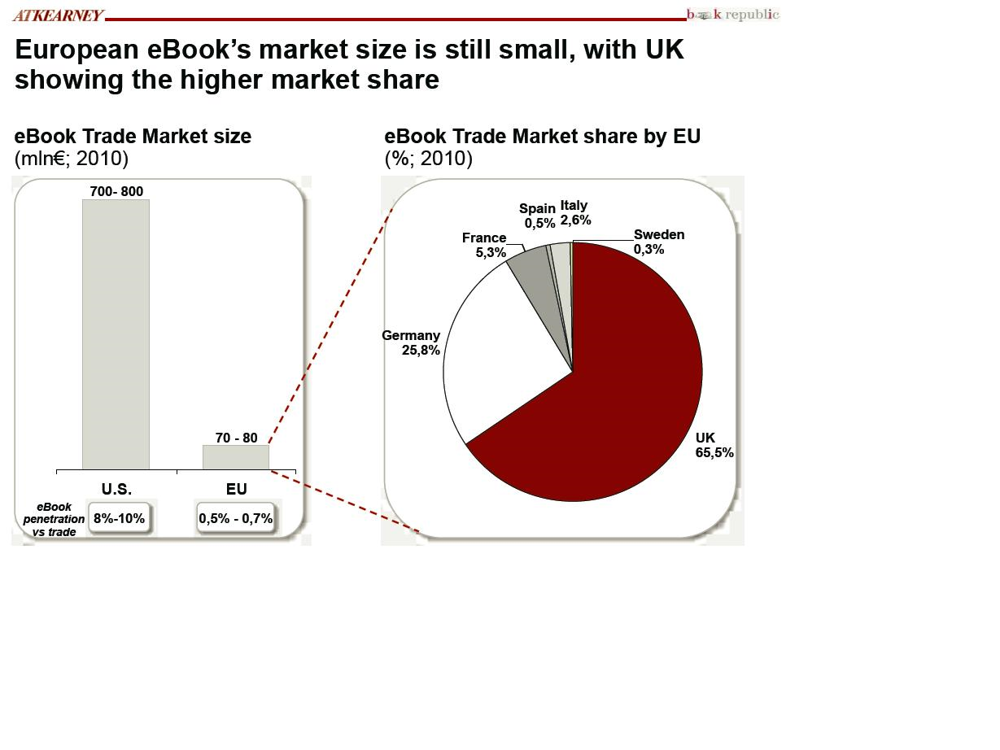 ATKEARNEY
book republic
European eBook’s market size is still small, with UK
showing the higher market share
eBook Trade Market size
(mln€; 2010)
700- 800
70 - 80
U.S.
EU
eBook
penetration
vs trade
8%-10%
0,5% - 0,7%
eBook Trade Market share by EU
(%; 2010)
Spain
0,5%
Italy
2,6%
France
5,3%
Sweden
0,3%
Germany
25,8%
UK
65,5%